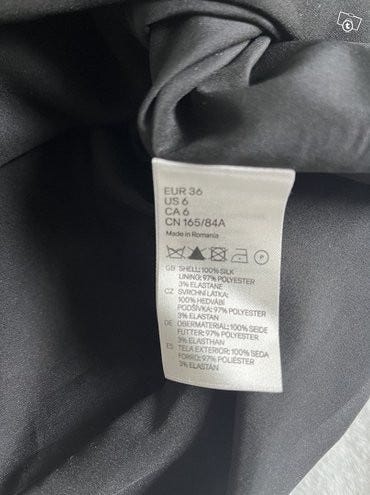 EUR 36
US 6
CA 6
CN 165/84A
Made in Romania
GB SHELL: 100% SILK
LINING: 97% POLYESTER
3% ELASTANE
CZ SVRCHNÍ LÁTKA:
100% HEDVÁBÍ
PODŠÍVKA: 97% POLYESTER
3% ELASTAN
DE OBERMATERIAL: 100% SEIDE
FUTTER: 97% POLYESTER
3% ELASTHAN
ES TELA EXTERIOR: 100% SEDA
FORRO: 97% POLIÉSTER
3% ELASTÁN